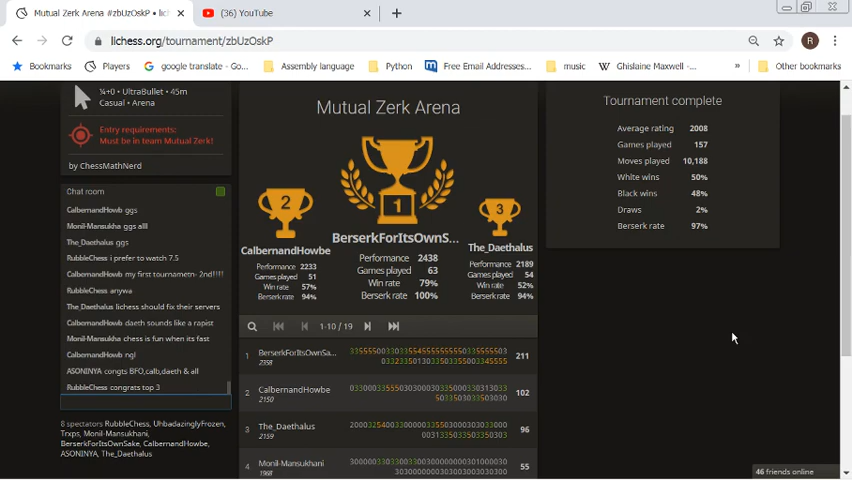 Mutual Zerk Arena #zbUzOskP • lic
(36) YouTube
lichess.org/tournament/zbUzOskP
R
Bookmarks
Players
google translate - Go...
Assembly language
Python
Free Email Addresses...
music
Ghislaine Maxwell -...
»
Other bookmarks
¼+0 • UltraBullet • 45m
Casual • Arena
Entry requirements:
Must be in team Mutual Zerk!
by ChessMathNerd
Chat room
CalbernandHowb ggs
Monil-Mansukha ggs alll
The_Daethalus ggs
RubbleChess i prefer to watch 7.5
CalbernandHowb my first tournametn- 2nd!!!!
RubbleChess anywa
The_Daethalus lichess should fix their servers
CalbernandHowb daeth sounds like a rapist
Monil-Mansukha chess is fun when its fast
CalbernandHowb ngl
ASONINYA congts BFO,calb,daeth & all
RubbleChess congrats top 3
8 spectators RubbleChess, UhbadazinglyFrozen,
Trxps, Monil-Mansukhani,
BerserkForItsOwnSake, CalbernandHowbe,
ASONINYA, The_Daethalus
Mutual Zerk Arena
2
CalbernandHowbe
Performance 2233
Games played 51
Win rate 57%
Berserk rate 94%
1
BerserkForItsOwnS...
Performance 2438
Games played 63
Win rate 79%
Berserk rate 100%
3
The_Daethalus
Performance 2189
Games played 54
Win rate 52%
Berserk rate 94%
1-10 / 19
1 BerserkForItsOwnSa... 2358
211
2 CalbernandHowbe 2150
102
3 The_Daethalus 2159
96
4 Monil-Mansukhani 1968
55
Tournament complete
Average rating 2008
Games played 157
Moves played 10,188
White wins 50%
Black wins 48%
Draws 2%
Berserk rate 97%
46 friends online